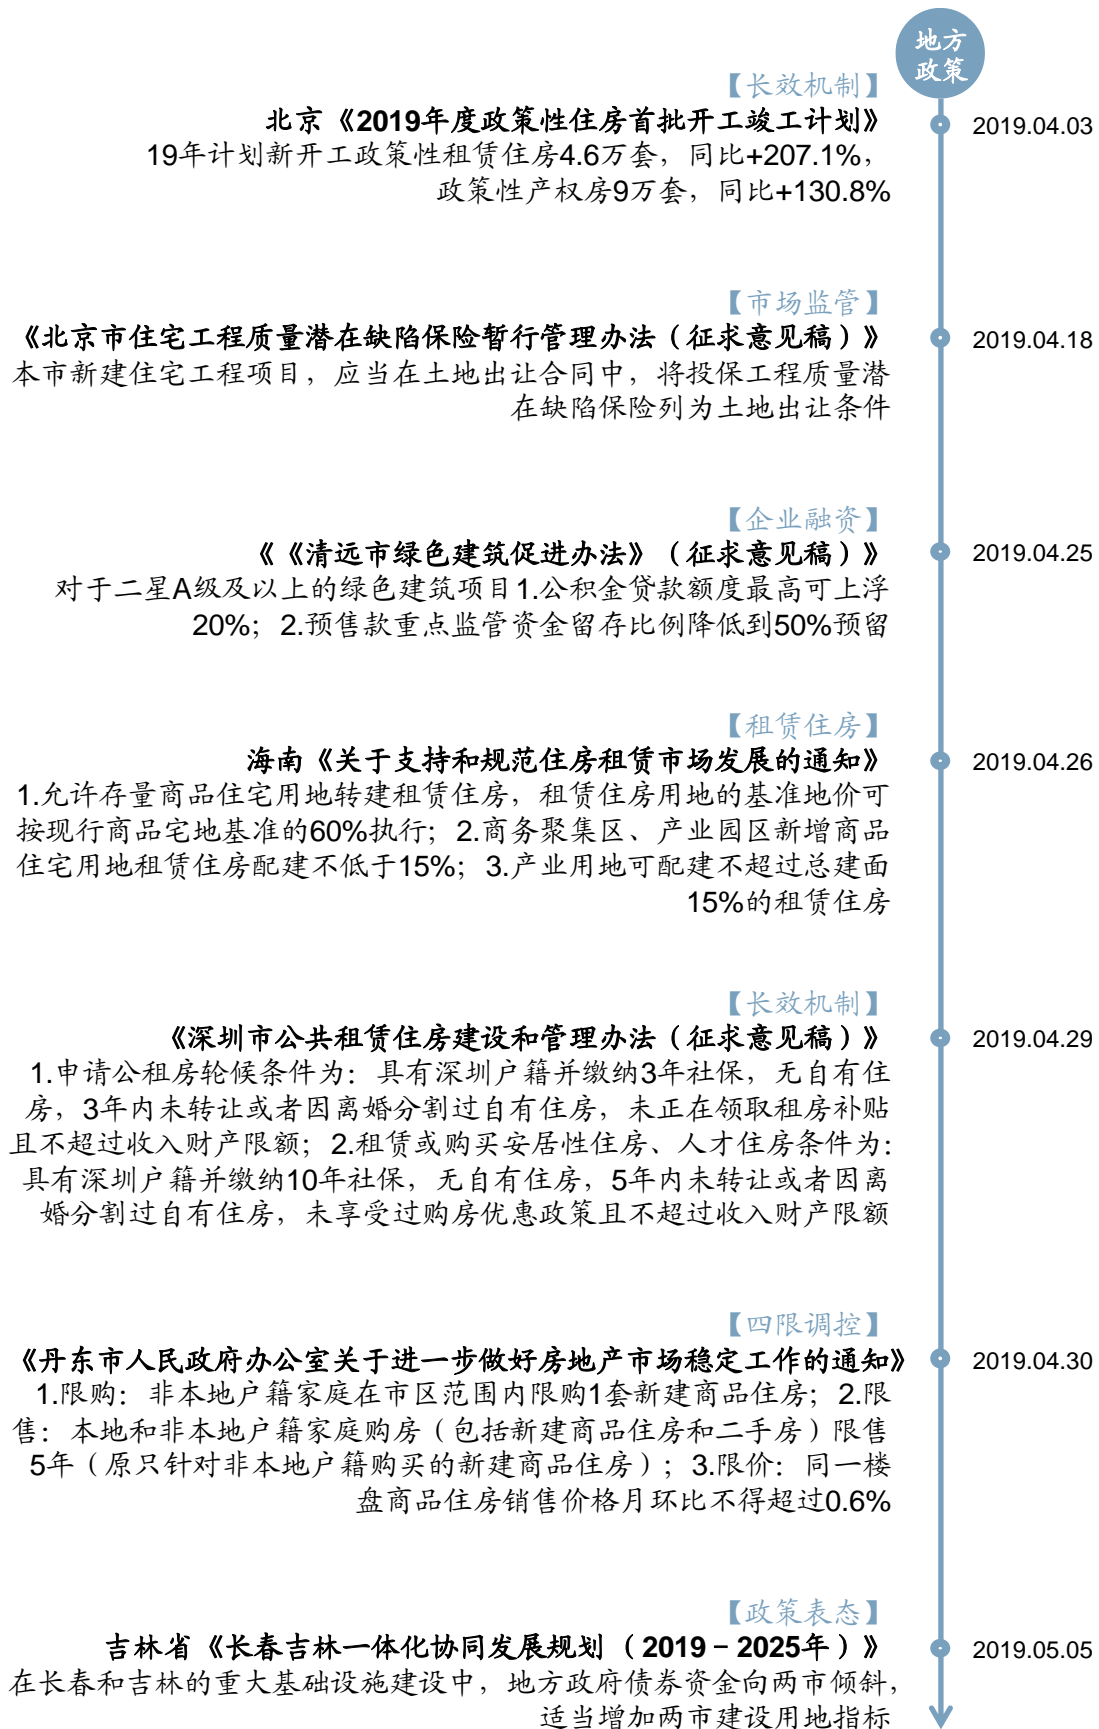 地方
政策
【长效机制】
北京《2019年度政策性住房首批开工竣工计划》
2019.04.03
19年计划新开工政策性租赁住房4.6万套，同比+207.1%，
政策性产权房9万套，同比+130.8%
【市场监管】
《北京市住宅工程质量潜在缺陷保险暂行管理办法（征求意见稿）》
2019.04.18
本市新建住宅工程项目，应当在土地出让合同中，将投保工程质量潜
在缺陷保险列为土地出让条件
【企业融资】
《《清远市绿色建筑促进办法》（征求意见稿）》
2019.04.25
对于二星A级及以上的绿色建筑项目1.公积金贷款额度最高可上浮
20%；2.预售款重点监管资金留存比例降低到50%预留
【租赁住房】
海南《关于支持和规范住房租赁市场发展的通知》
2019.04.26
1.允许存量商品住宅用地转建租赁住房，租赁住房用地的基准地价可
按现行商品宅地基准的60%执行；2.商务聚集区、产业园区新增商品
住宅用地租赁住房配建不低于15%；3.产业用地可配建不超过总建面
15%的租赁住房
【长效机制】
《深圳市公共租赁住房建设和管理办法（征求意见稿）》
2019.04.29
1.申请公租房轮候条件为：具有深圳户籍并缴纳3年社保，无自有住
房，3年内未转让或者因离婚分割过自有住房，未正在领取租房补贴
且不超过收入财产限额；2.租赁或购买安居性住房、人才住房条件为：
具有深圳户籍并缴纳10年社保，无自有住房，5年内未转让或者因离
婚分割过自有住房，未享受过购房优惠政策且不超过收入财产限额
【四限调控】
《丹东市人民政府办公室关于进一步做好房地产市场稳定工作的通知》
2019.04.30
1.限购：非本地户籍家庭在市区范围内限购1套新建商品住房；2.限
售：本地和非本地户籍家庭购房（包括新建商品住房和二手房）限售
5年（原只针对非本地户籍购买的新建商品住房）；3.限价：同一楼
盘商品住房销售价格月环比不得超过0.6%
【政策表态】
吉林省《长春吉林一体化协同发展规划（2019－2025年）》
2019.05.05
在长春和吉林的重大基础设施建设中，地方政府债券资金向两市倾斜，
适当增加两市建设用地指标